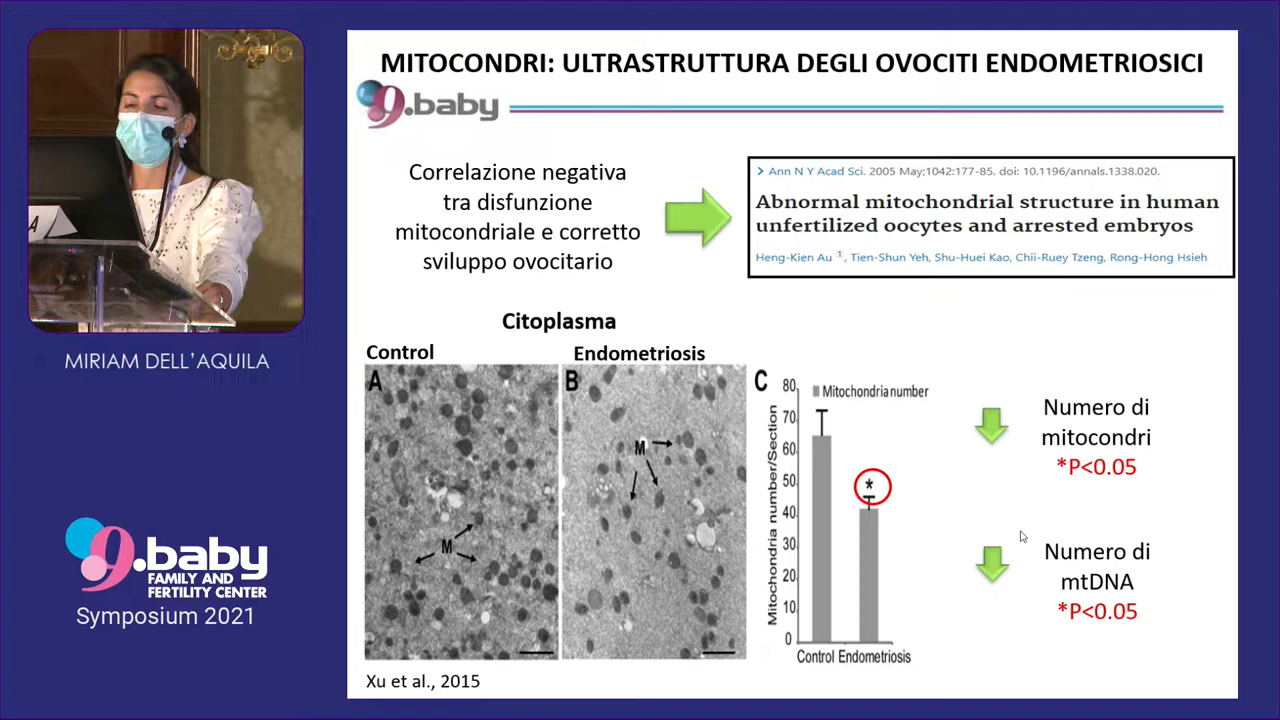 MITOCONDRI: ULTRASTRUTTURA DEGLI OVOCITI ENDOMETRIOSICI
9.baby
Correlazione negativa
tra disfunzione
mitocondriale e corretto
sviluppo ovocitario
> Ann N Y Acad Sci. 2005 May;1042:177-85. doi: 10.1196/annals.1338.020.
Abnormal mitochondrial structure in human
unfertilized oocytes and arrested embryos
Heng-Kien Au 1, Tien-Shun Yeh, Shu-Huei Kao, Chii-Ruey Tzeng, Rong-Hong Hsieh
A
MIRIAM DELL'AQUILA
Citoplasma
Control
Endometriosis
A
M
B
M
C
Mitochondria number
Mitochondria number/Section
80
70
60
50
40
30
20
10
0
*
Control Endometriosis
Numero di
mitocondri
*P<0.05
Numero di
mtDNA
*P<0.05
Xu et al., 2015
9.baby
FAMILY AND
FERTILITY CENTER
Symposium 2021